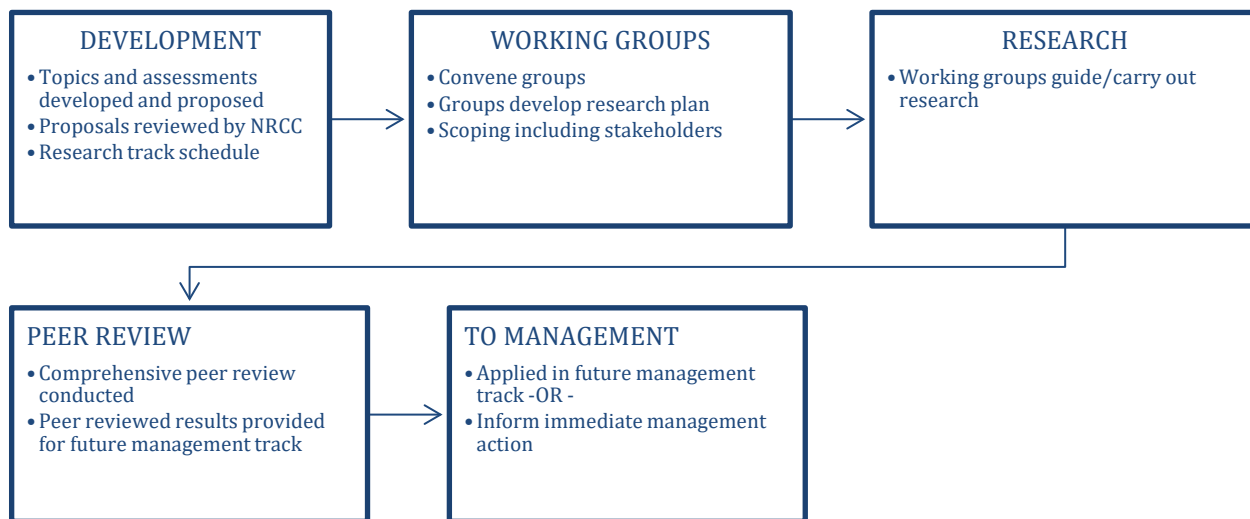 DEVELOPMENT
• Topics and assessments
developed and proposed
• Proposals reviewed by NRCC
• Research track schedule
WORKING GROUPS
• Convene groups
• Groups develop research plan
• Scoping including stakeholders
RESEARCH
• Working groups guide/carry out
research
PEER REVIEW
• Comprehensive peer review
conducted
• Peer reviewed results provided
for future management track
TO MANAGEMENT
• Applied in future management
track -OR -
• Inform immediate management
action